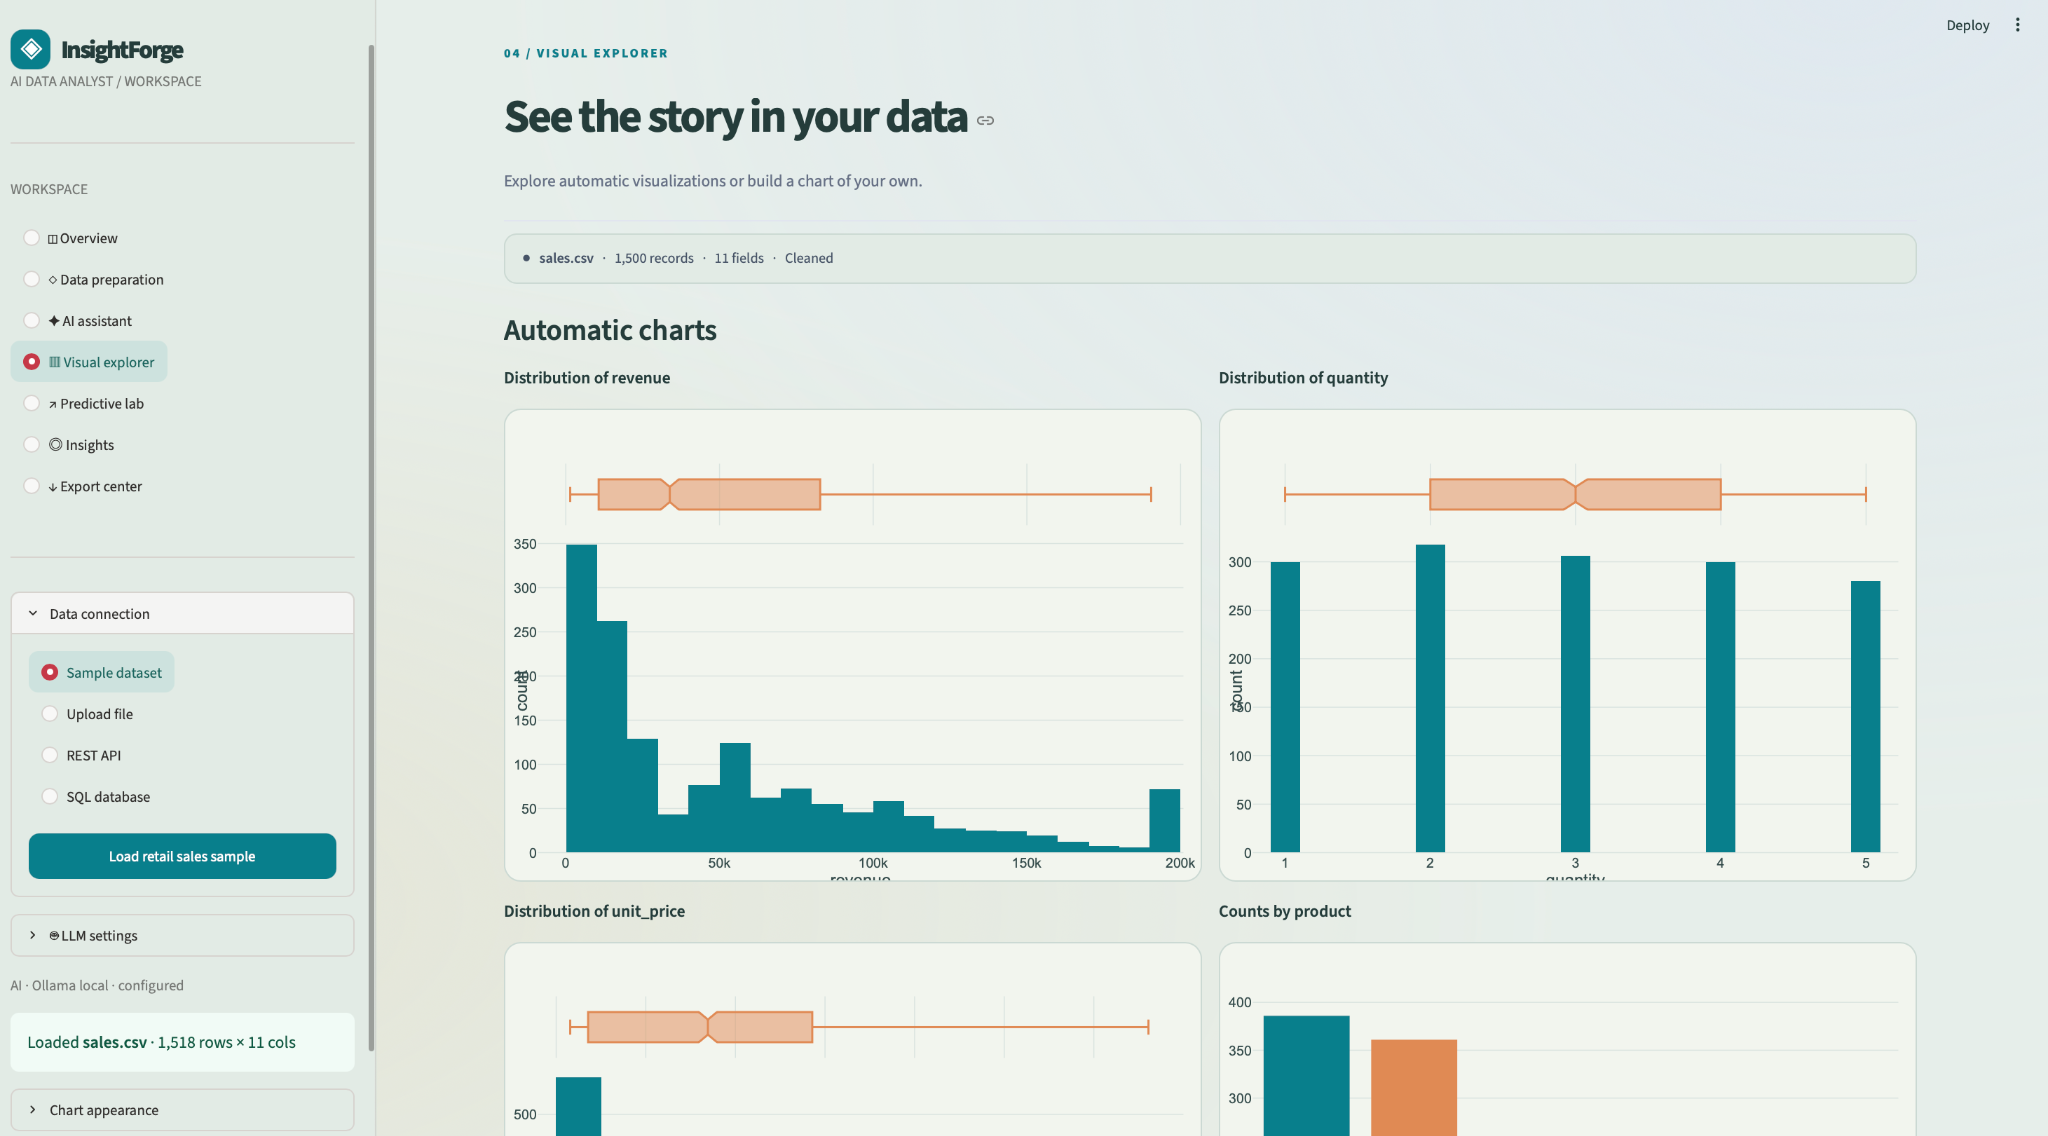 InsightForge
AI DATA ANALYST / WORKSPACE
WORKSPACE
Overview
Data preparation
AI assistant
Visual explorer
Predictive lab
Insights
Export center
Data connection
Sample dataset
Upload file
REST API
SQL database
Load retail sales sample
LLM settings
AI · Ollama local · configured
Loaded sales.csv · 1,518 rows × 11 cols
Chart appearance
Deploy
04 / VISUAL EXPLORER
See the story in your data
Explore automatic visualizations or build a chart of your own.
sales.csv · 1,500 records · 11 fields · Cleaned
Automatic charts
Distribution of revenue
350
300
250
200
150
100
50
0
count
0 50k 100k 150k 200k
revenue
Distribution of quantity
300
250
200
150
100
50
0
count
1 2 3 4 5
quantity
Distribution of unit_price
500
Counts by product
400
350
300